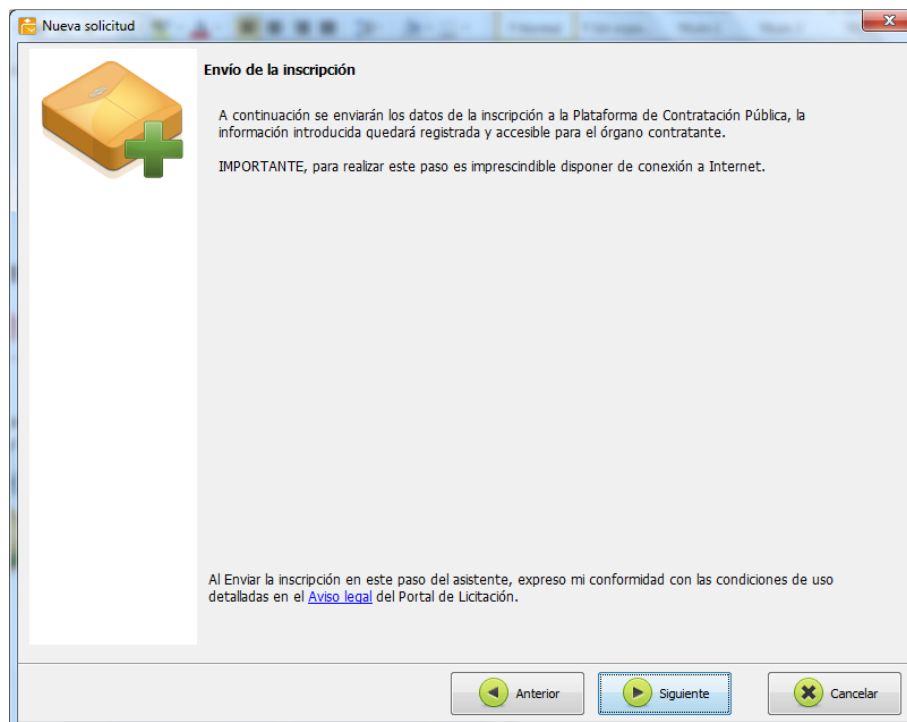 Nueva solicitud
Envío de la inscripción
A continuación se enviarán los datos de la inscripción a la Plataforma de Contratación Pública, la
información introducida quedará registrada y accesible para el órgano contratante.
IMPORTANTE, para realizar este paso es imprescindible disponer de conexión a Internet.
Al Enviar la inscripción en este paso del asistente, expreso mi conformidad con las condiciones de uso
detalladas en el Aviso legal del Portal de Licitación.
Anterior
Siguiente
Cancelar